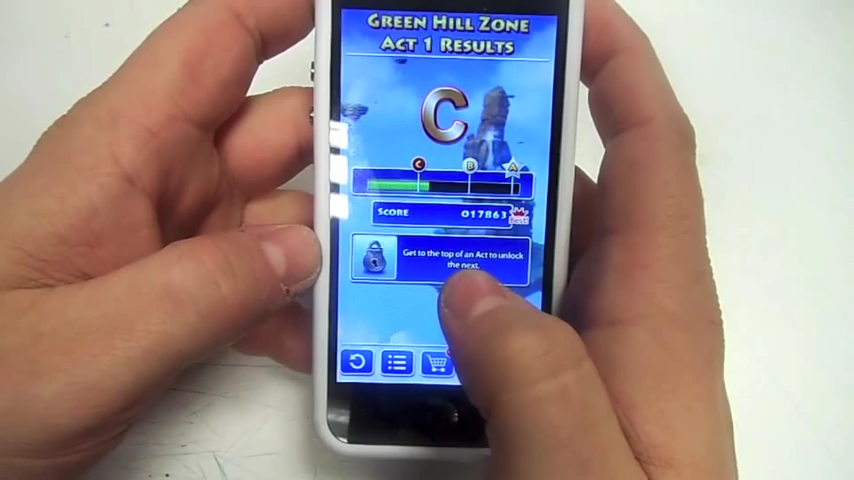 GREEN HILL ZONE
ACT 1 RESULTS
C
C B A
SCORE 017863 Best!
Get to the top of an Act to unlock
the next.